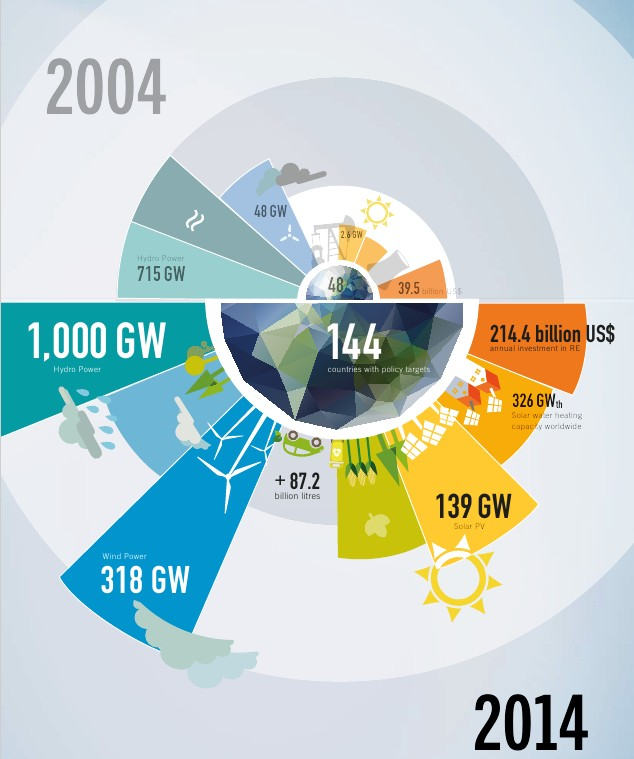 2004
48 GW
2.6 GW
Hydro Power
715 GW
48
39.5 billion US$
1,000 GW
Hydro Power
144
countries with policy targets
214.4 billion US$
annual investment in RE
326 GWth
Solar water heating
capacity worldwide
+ 87.2
billion litres
139 GW
Solar PV
Wind Power
318 GW
2014